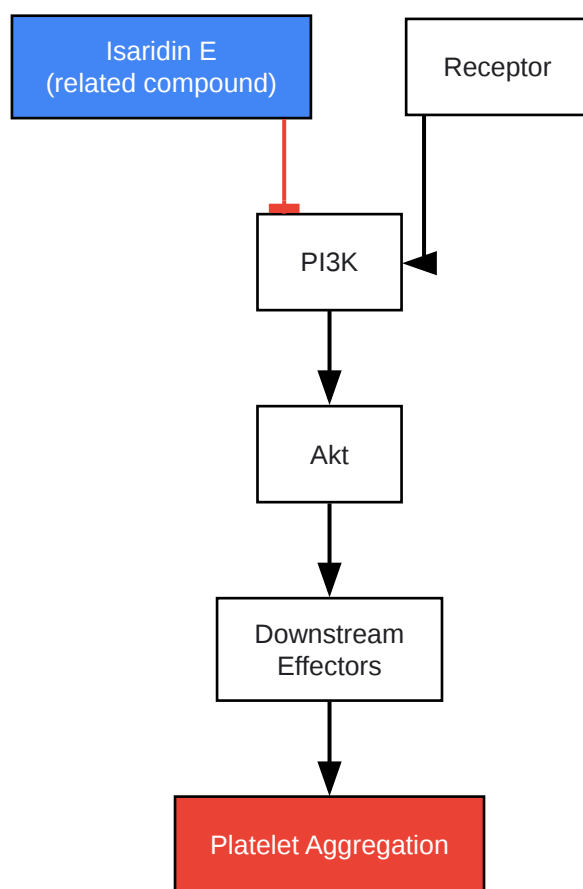 Isaridin E
(related compound)
Receptor
PI3K
Akt
Downstream
Effectors
Platelet Aggregation